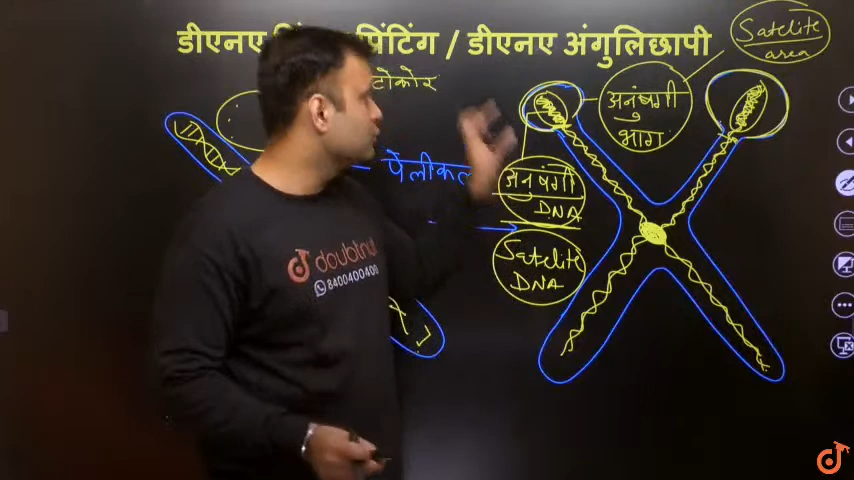 डीएनए प्रिंटिंग / डीएनए अंगुलिछापी
Satelite
area
टोकोर
अनुषंगी
भाग
पेलीकल
अनुषंगी
DNA
Satelite
DNA
doubtnut
8400400400